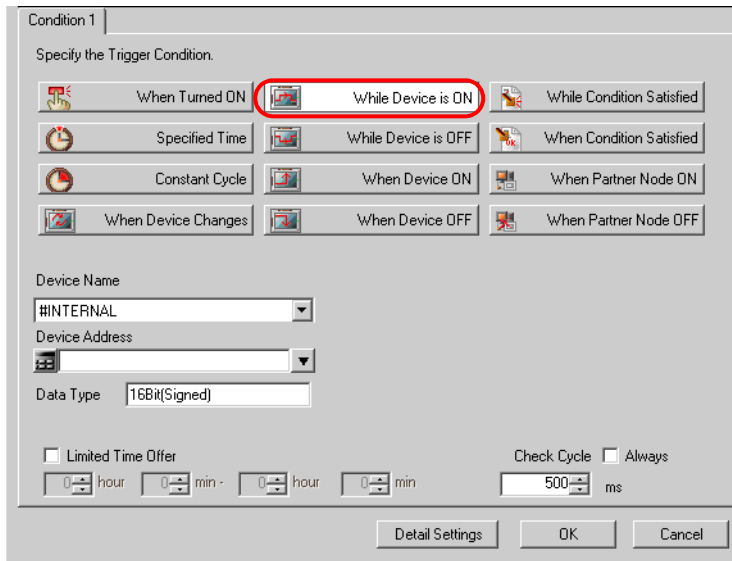 Condition 1
Specify the Trigger Condition.
When Turned ON While Device is ON While Condition Satisfied
Specified Time While Device is OFF When Condition Satisfied
Constant Cycle When Device ON When Partner Node ON
When Device Changes When Device OFF When Partner Node OFF
Device Name
#INTERNAL
Device Address
Data Type 16Bit(Signed)
Limited Time Offer Check Cycle Always
0 hour 0 min - 0 hour 0 min 500 ms
Detail Settings OK Cancel